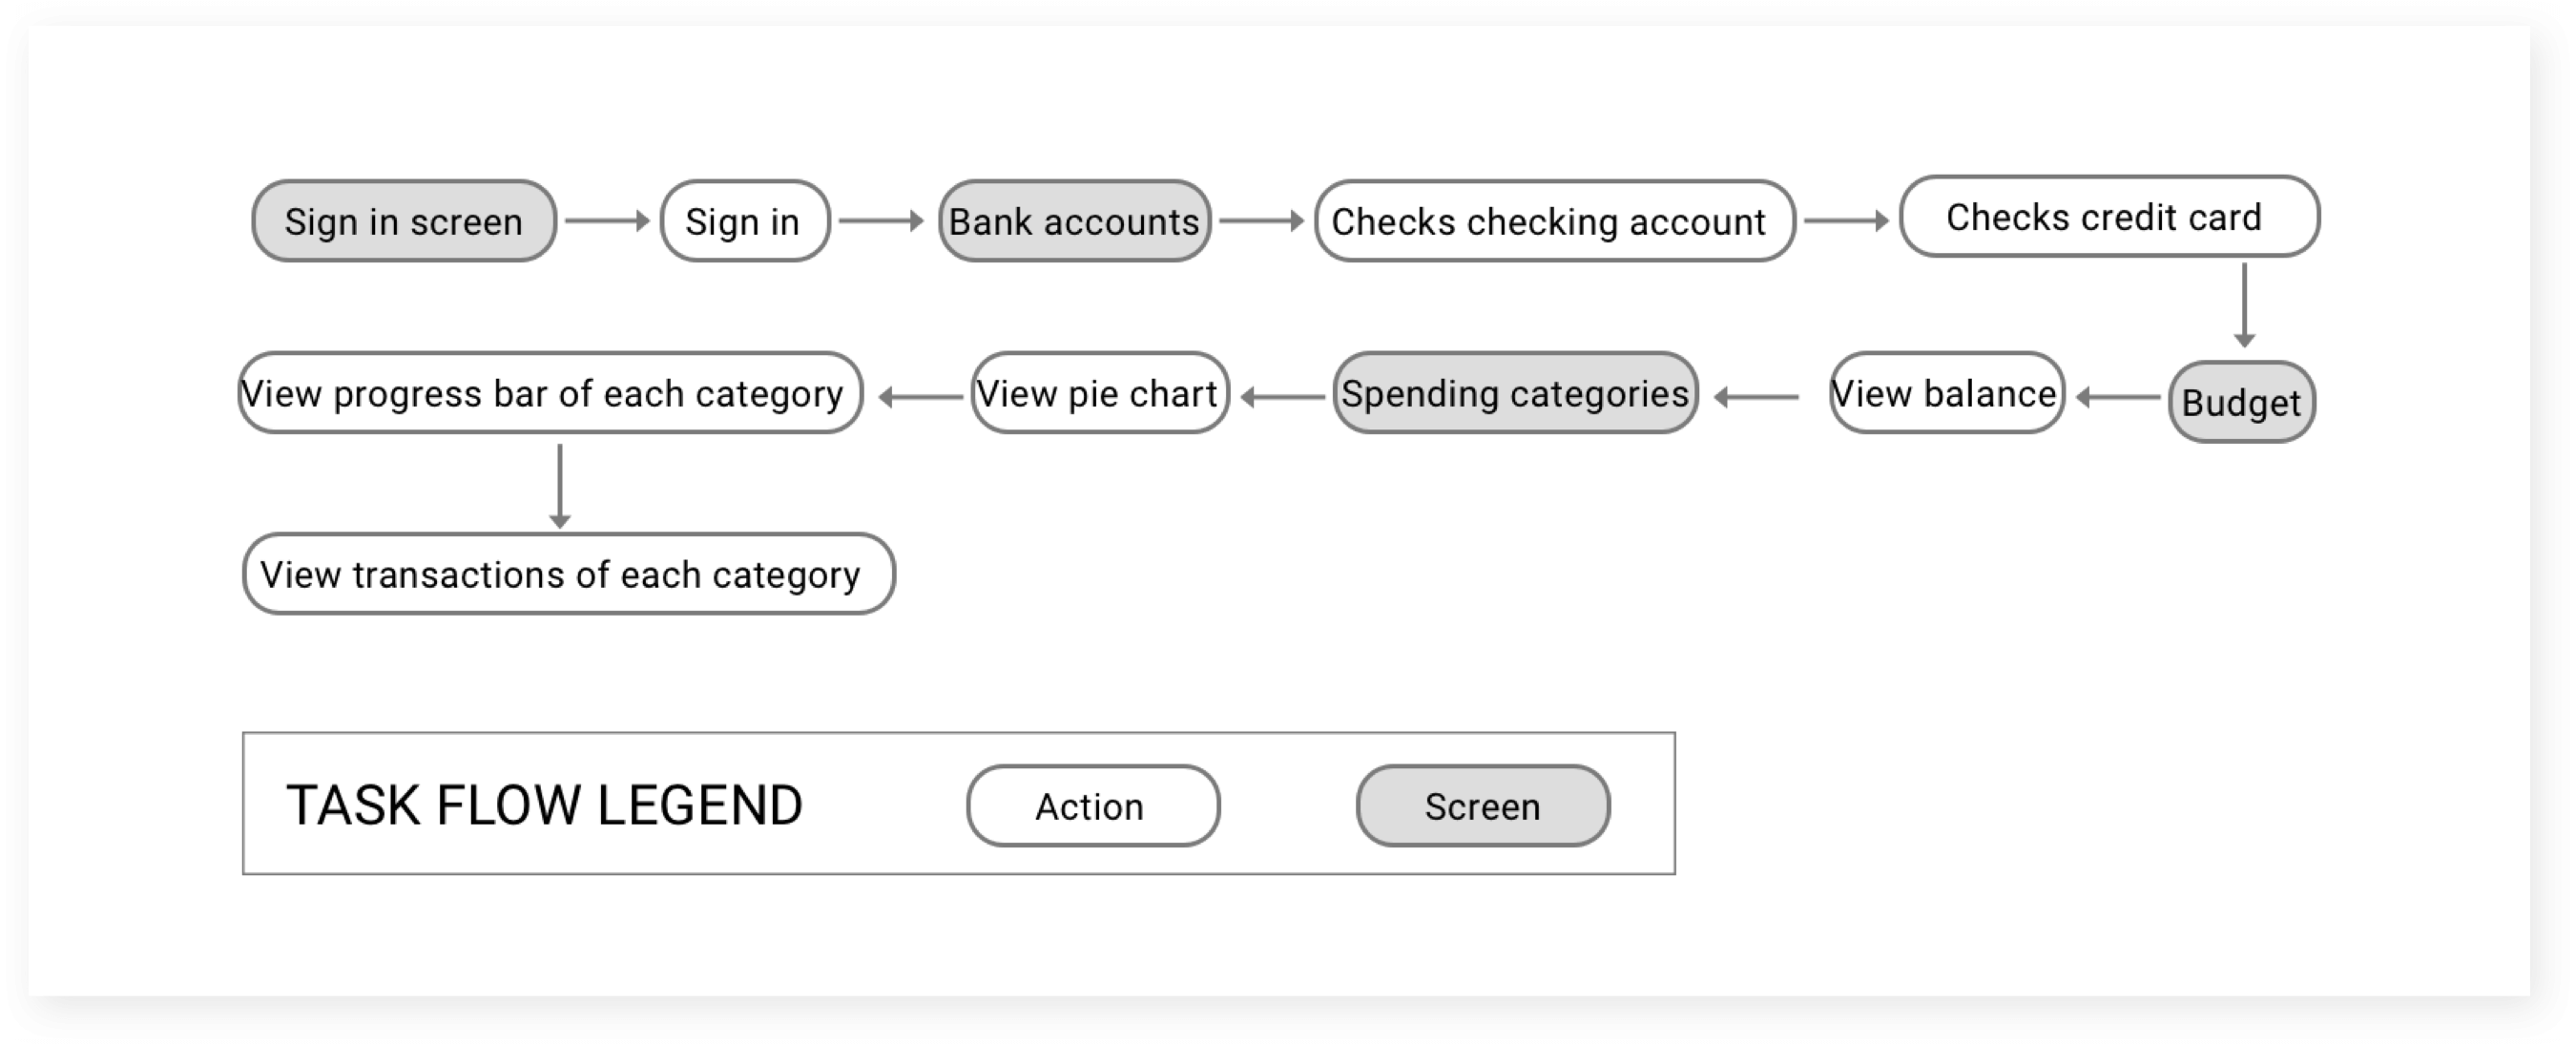 Sign in screen
Sign in
Bank accounts
Checks checking account
Checks credit card
Budget
View balance
Spending categories
View pie chart
View progress bar of each category
View transactions of each category
TASK FLOW LEGEND
Action
Screen